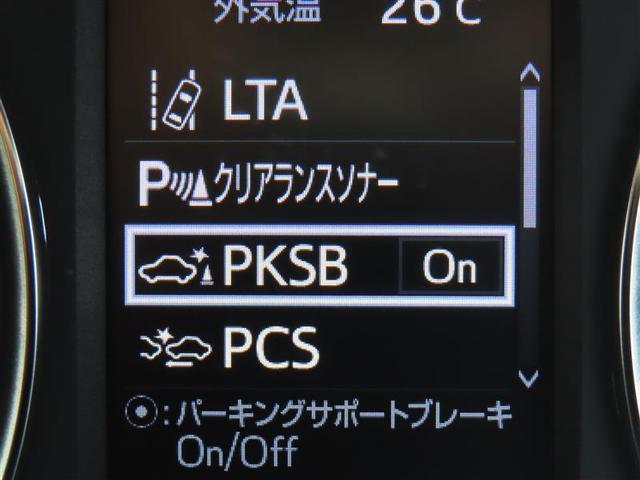 外気温 26℃
LTA
P クリアランスソナー
PKSB On
PCS
:パーキングサポートブレーキ
On/Off